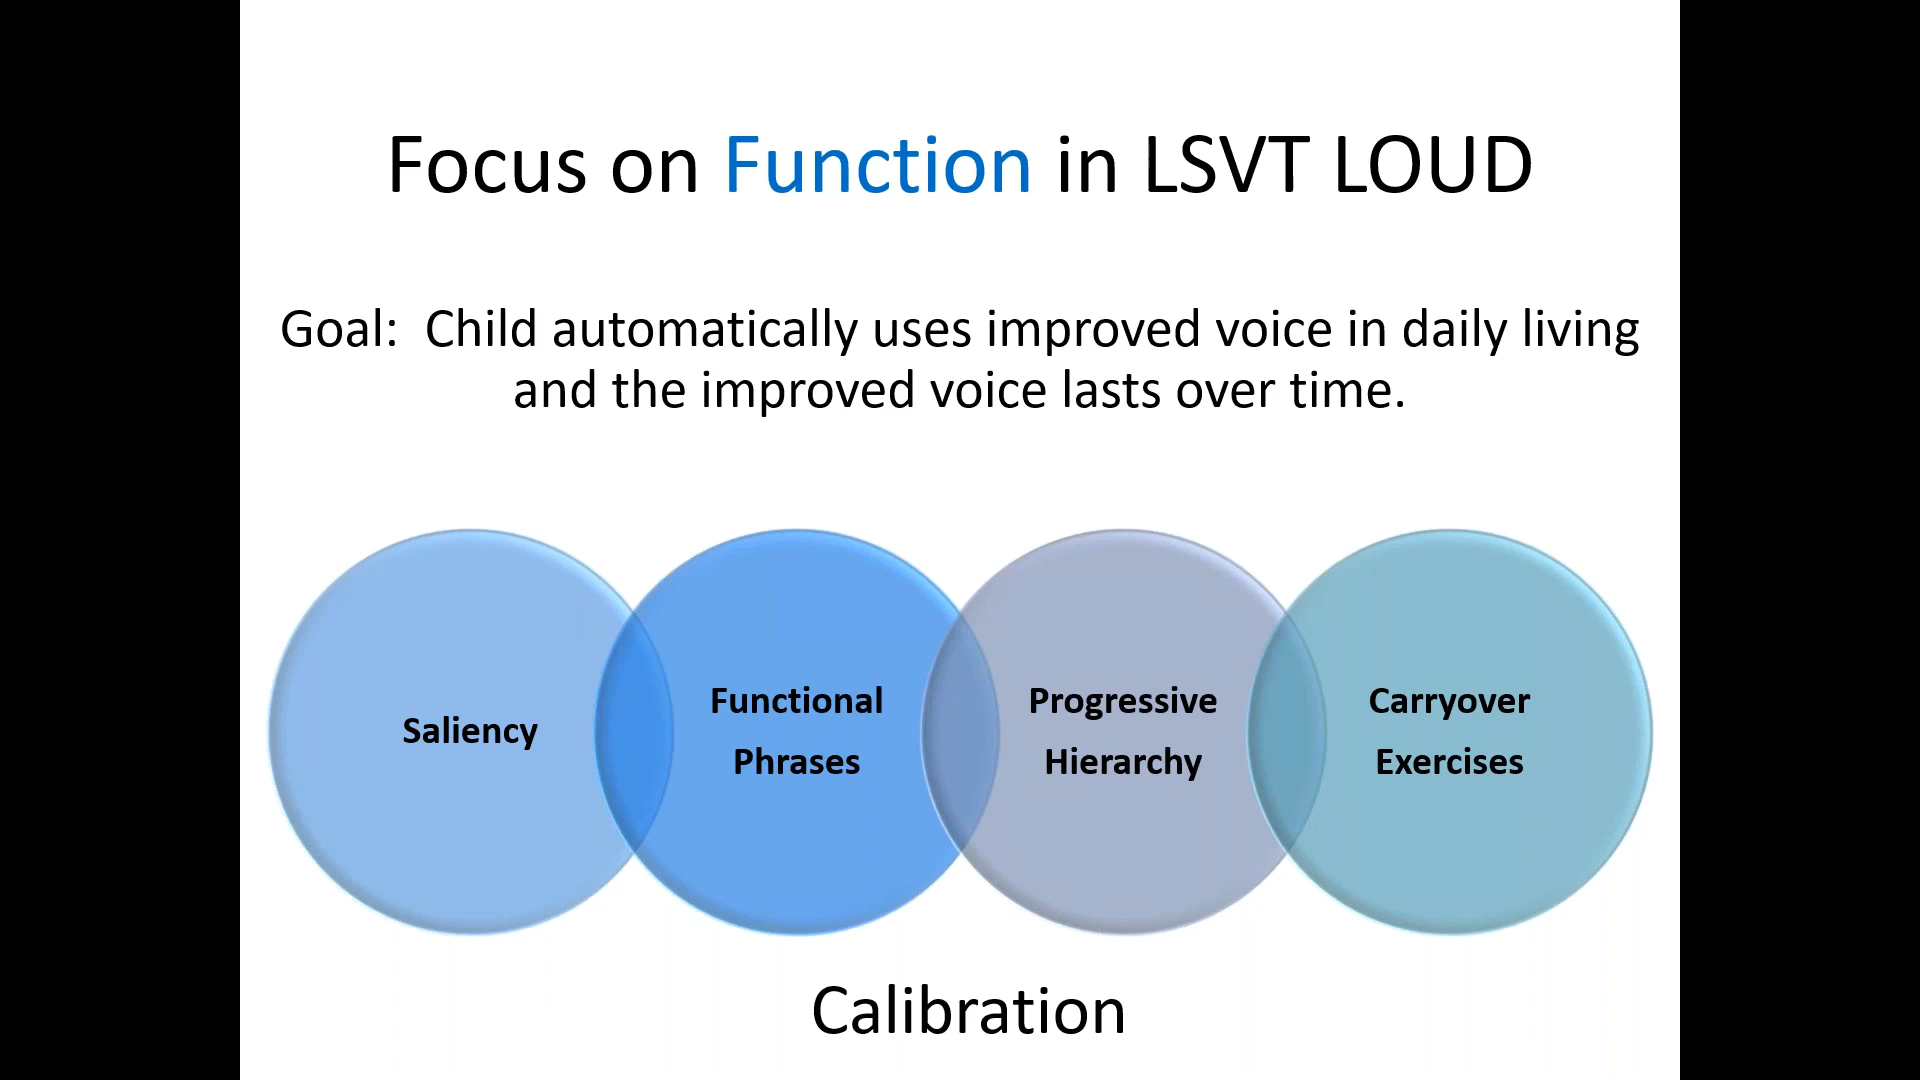 Focus on Function in LSVT LOUD
Goal:  Child automatically uses improved voice in daily living
and the improved voice lasts over time.
Saliency
Functional
Phrases
Progressive
Hierarchy
Carryover
Exercises
Calibration